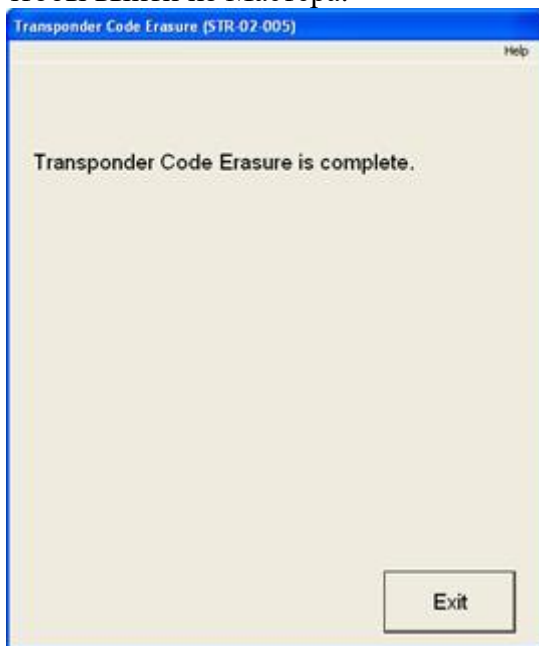 Transponder Code Erasure (STR-02-005)
Help
Transponder Code Erasure is complete.
Exit